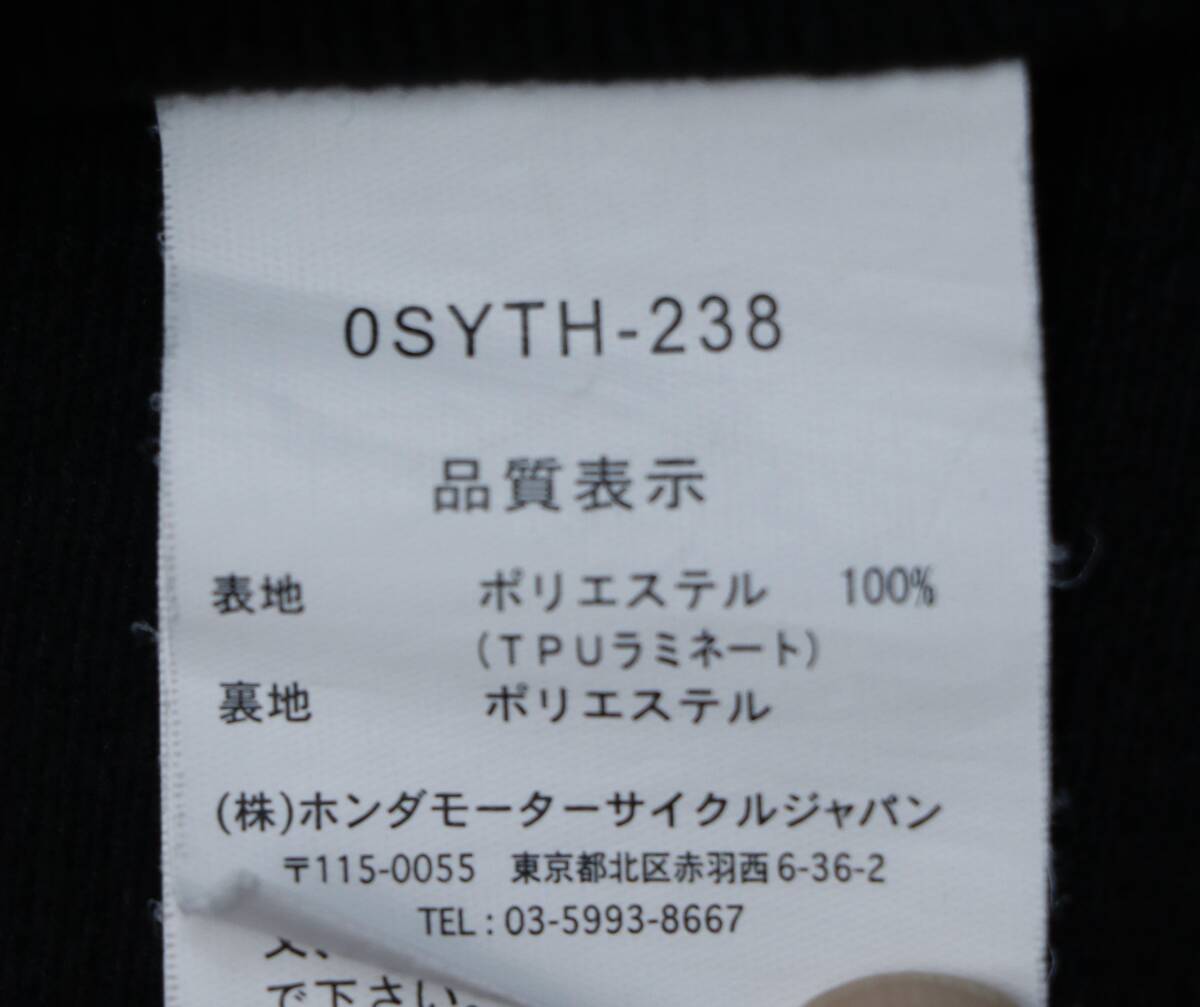 0SYTH-238
品質表示
表地 ポリエステル 100%
(TPUラミネート)
裏地 ポリエステル
(株)ホンダモーターサイクルジャパン
〒115-0055 東京都北区赤羽西6-36-2
TEL:03-5993-8667
で下さい。